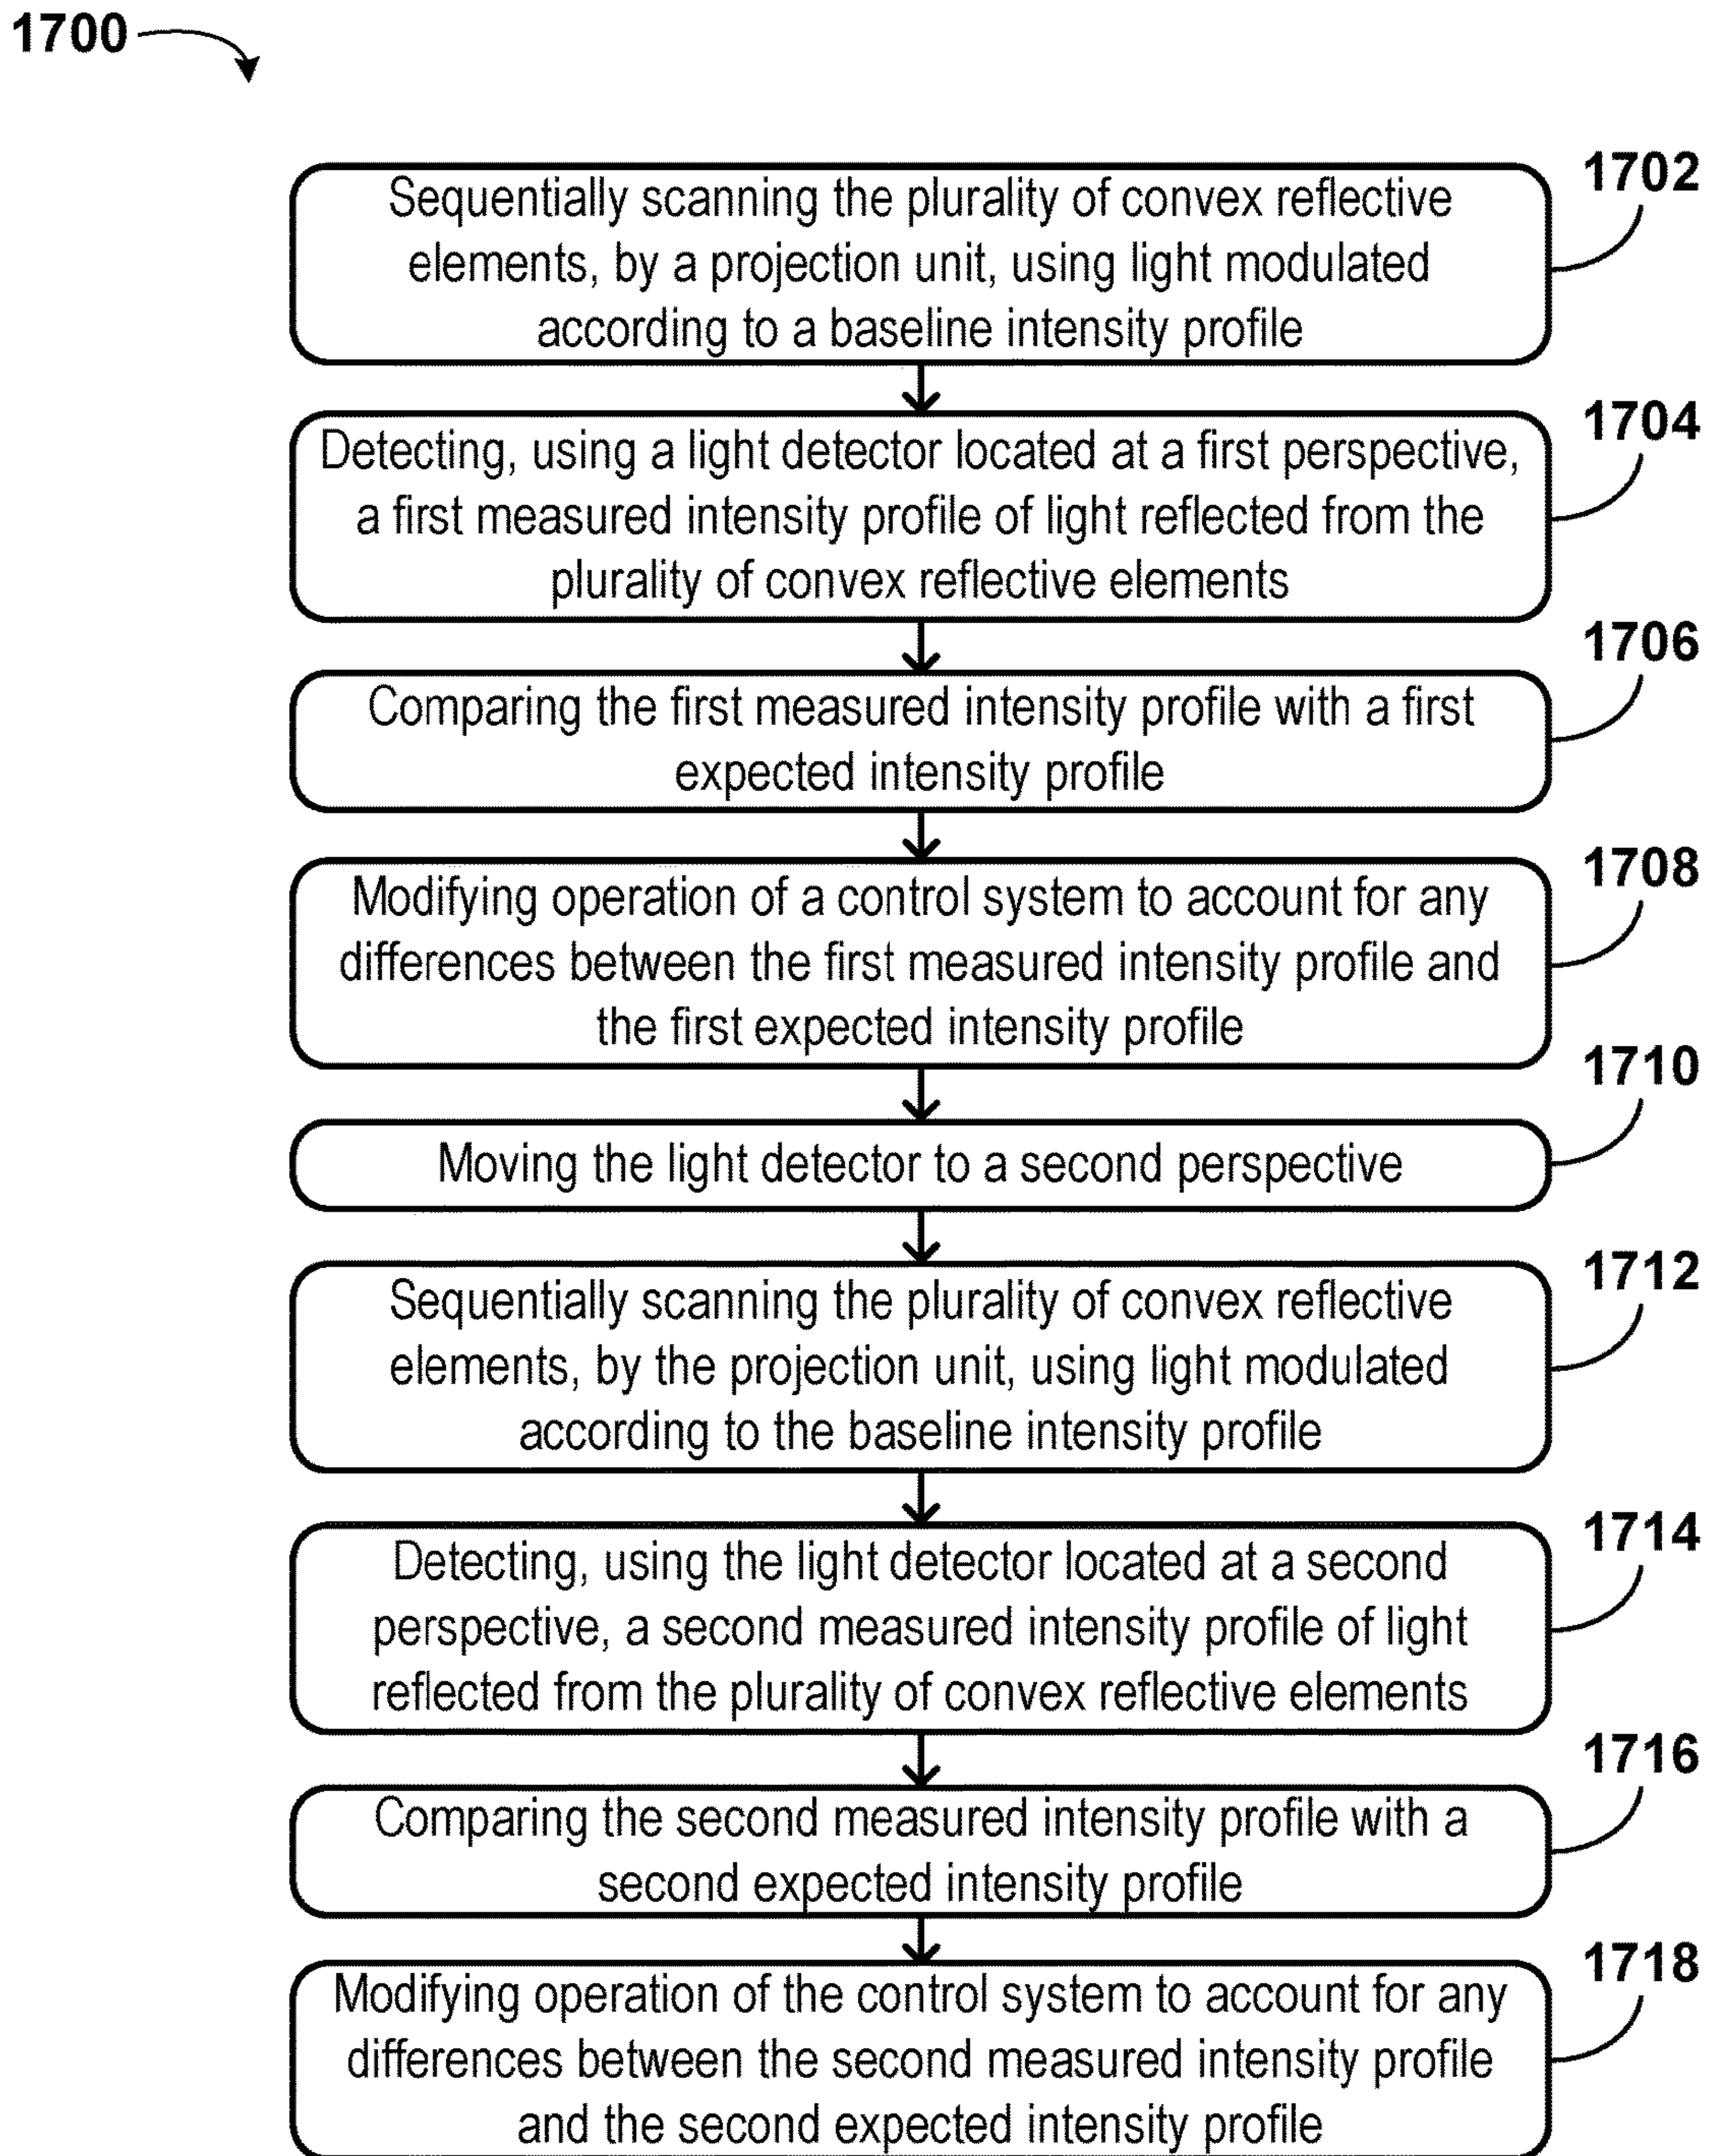 1700
1702
Sequentially scanning the plurality of convex reflective
elements, by a projection unit, using light modulated
according to a baseline intensity profile
1704
Detecting, using a light detector located at a first perspective,
a first measured intensity profile of light reflected from the
plurality of convex reflective elements
1706
Comparing the first measured intensity profile with a first
expected intensity profile
1708
Modifying operation of a control system to account for any
differences between the first measured intensity profile and
the first expected intensity profile
1710
Moving the light detector to a second perspective
1712
Sequentially scanning the plurality of convex reflective
elements, by the projection unit, using light modulated
according to the baseline intensity profile
1714
Detecting, using the light detector located at a second
perspective, a second measured intensity profile of light
reflected from the plurality of convex reflective elements
1716
Comparing the second measured intensity profile with a
second expected intensity profile
1718
Modifying operation of the control system to account for any
differences between the second measured intensity profile
and the second expected intensity profile